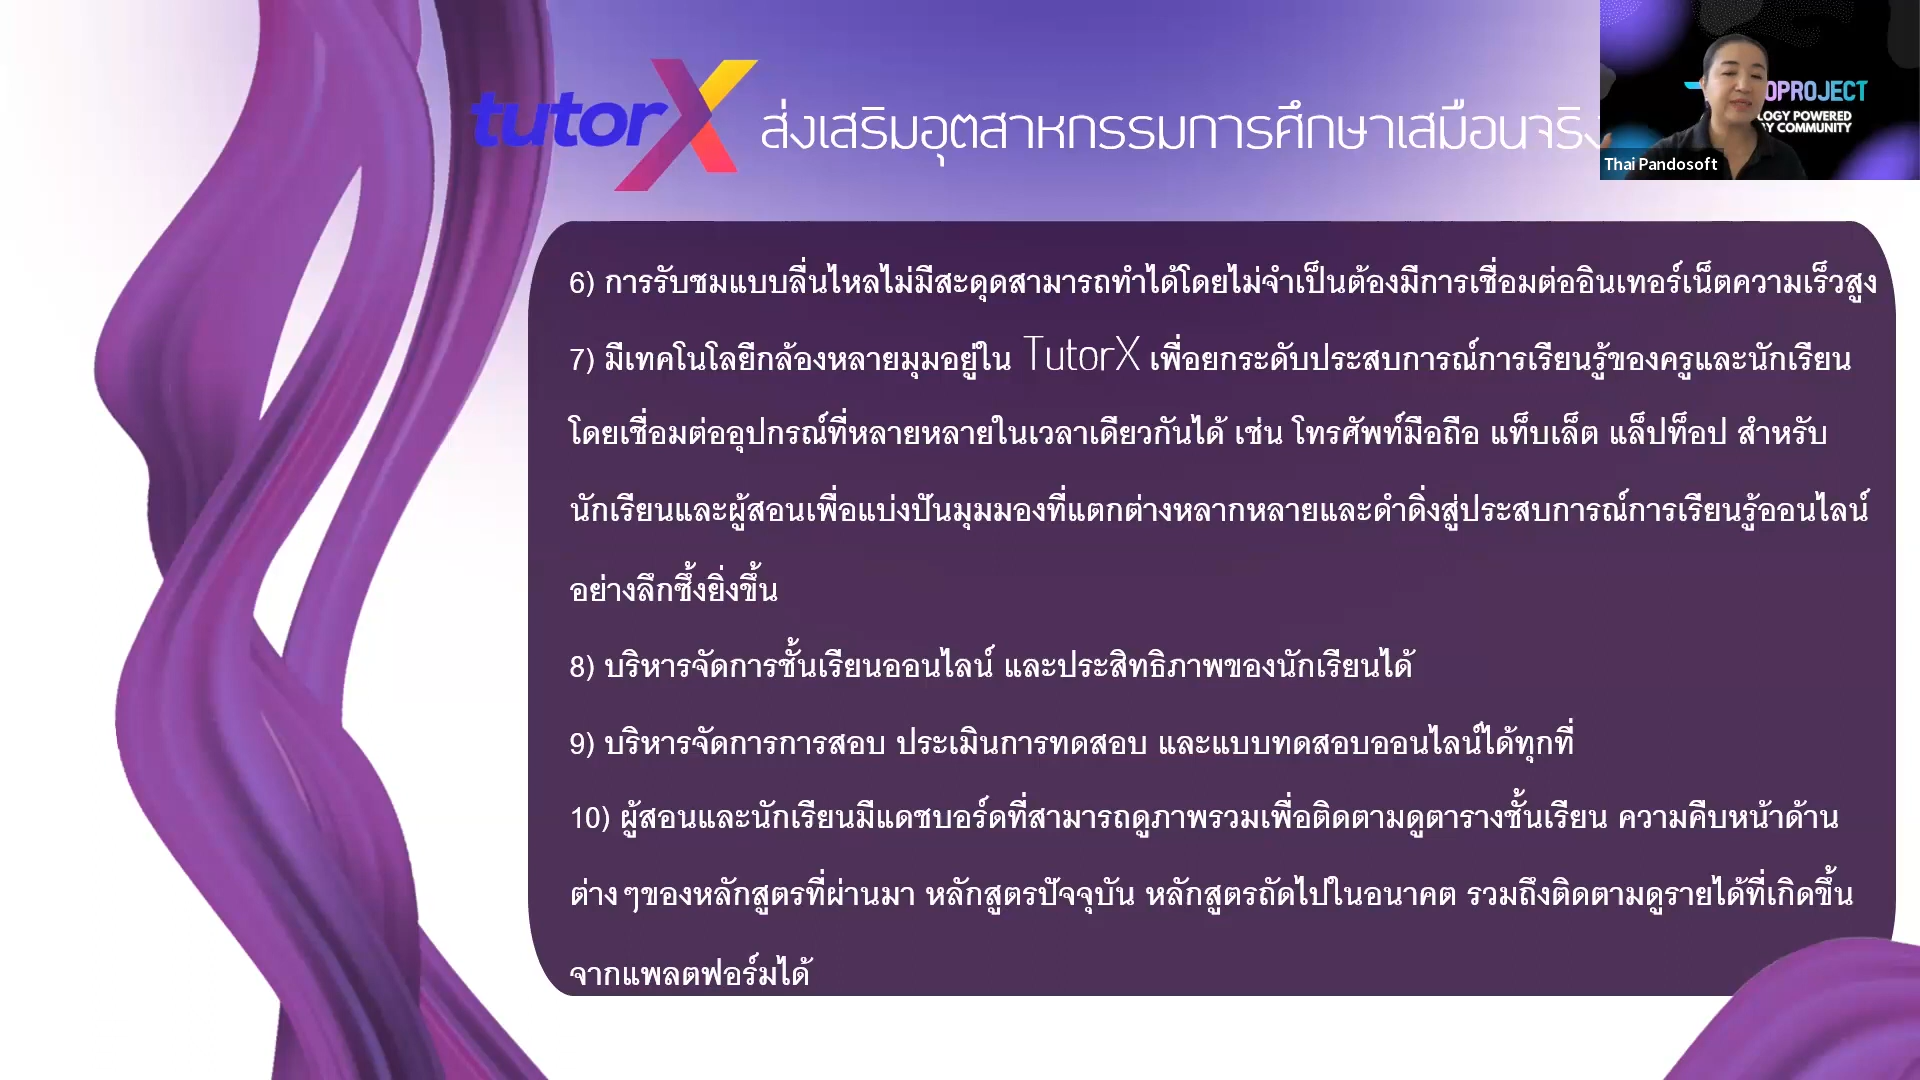 tutorX ส่งเสริมอุตสาหกรรมการศึกษาเสมือนจริง
OPROJECT
LOGY POWERED
Y COMMUNITY
Thai Pandosoft
6) การรับชมแบบลื่นไหลไม่มีสะดุดสามารถทำได้โดยไม่จำเป็นต้องมีการเชื่อมต่ออินเทอร์เน็ตความเร็วสูง
7) มีเทคโนโลยีกล้องหลายมุมอยู่ใน TutorX เพื่อยกระดับประสบการณ์การเรียนรู้ของครูและนักเรียน
โดยเชื่อมต่ออุปกรณ์ที่หลายหลายในเวลาเดียวกันได้ เช่น โทรศัพท์มือถือ แท็บเล็ต แล็ปท็อป สำหรับ
นักเรียนและผู้สอนเพื่อแบ่งปันมุมมองที่แตกต่างหลากหลายและดำดิ่งสู่ประสบการณ์การเรียนรู้ออนไลน์
อย่างลึกซึ้งยิ่งขึ้น
8) บริหารจัดการชั้นเรียนออนไลน์ และประสิทธิภาพของนักเรียนได้
9) บริหารจัดการการสอบ ประเมินการทดสอบ และแบบทดสอบออนไลน์ได้ทุกที่
10) ผู้สอนและนักเรียนมีแดชบอร์ดที่สามารถดูภาพรวมเพื่อติดตามดูตารางชั้นเรียน ความคืบหน้าด้าน
ต่างๆของหลักสูตรที่ผ่านมา หลักสูตรปัจจุบัน หลักสูตรถัดไปในอนาคต รวมถึงติดตามดูรายได้ที่เกิดขึ้น
จากแพลตฟอร์มได้